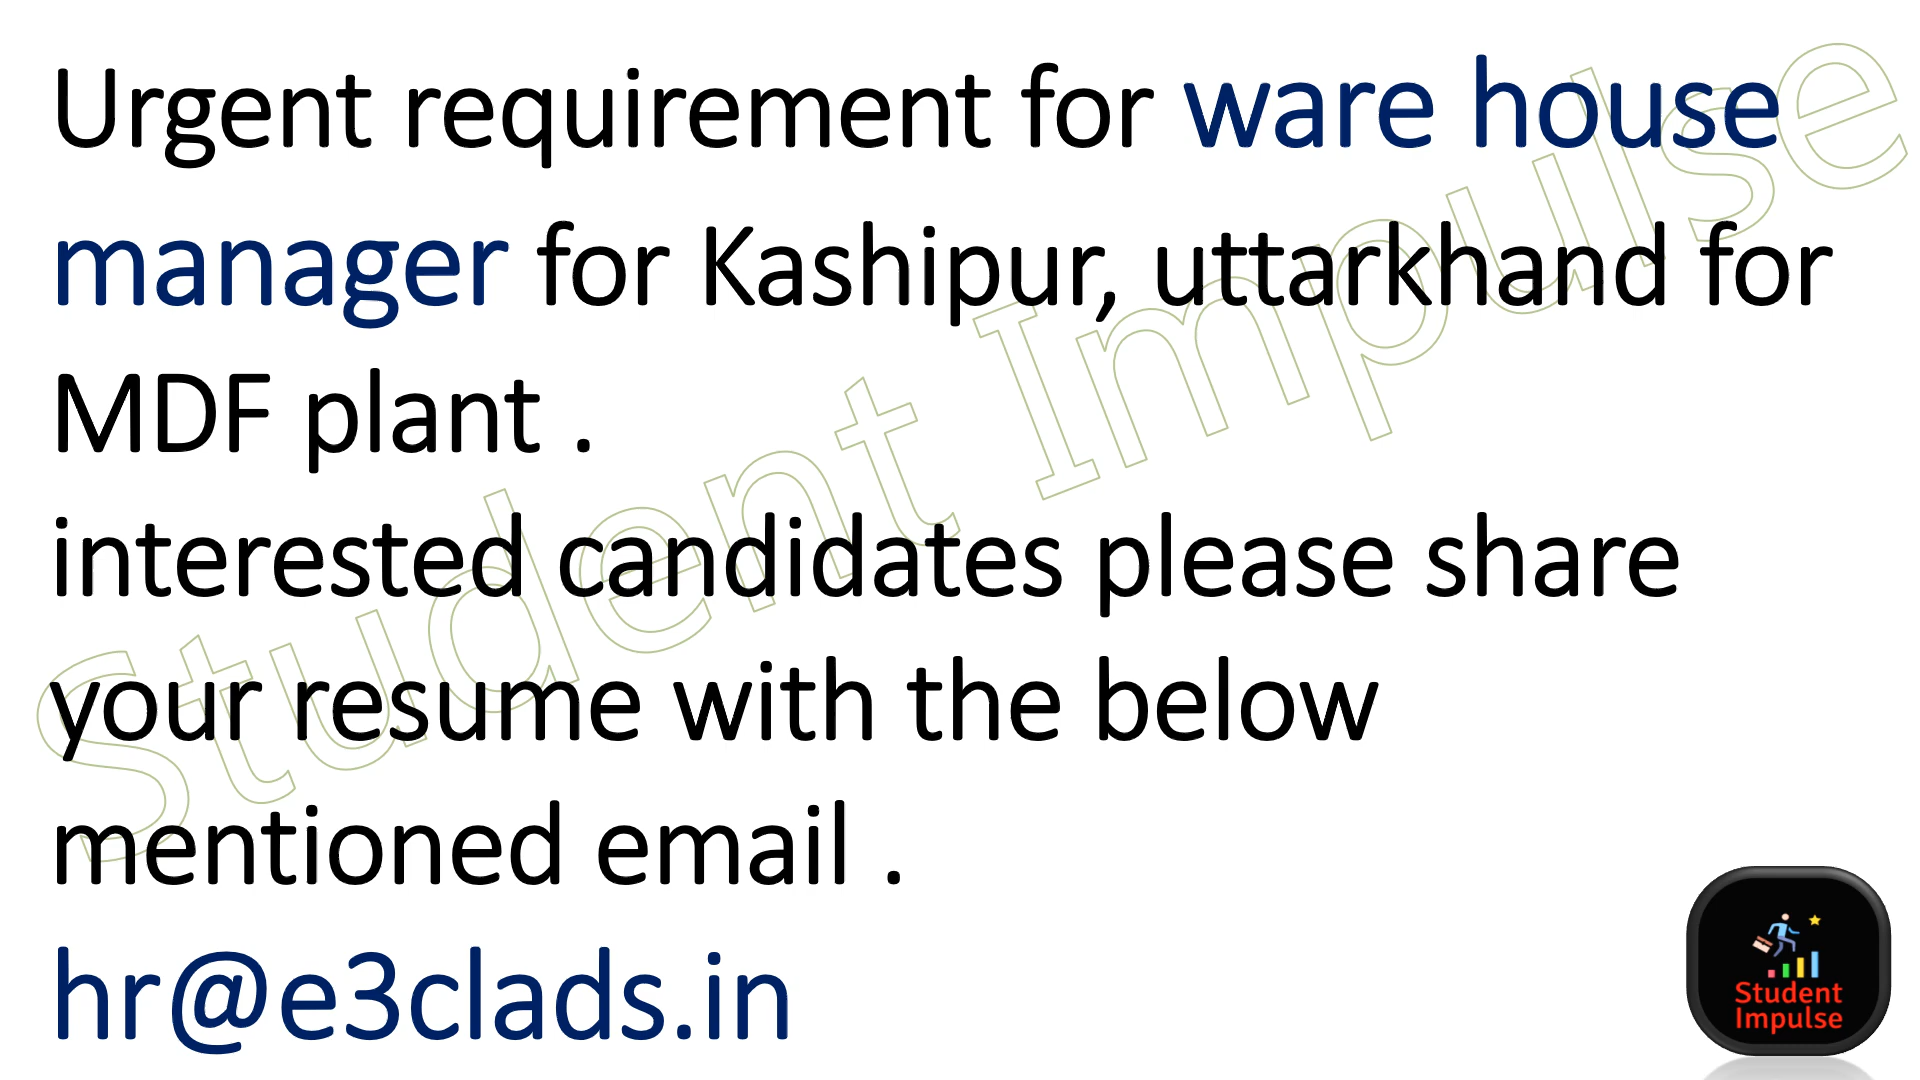 Urgent requirement for ware house
manager for Kashipur, uttarkhand for
MDF plant .
interested candidates please share
your resume with the below
mentioned email .
hr@e3clads.in
Student Impulse
Student
Impulse